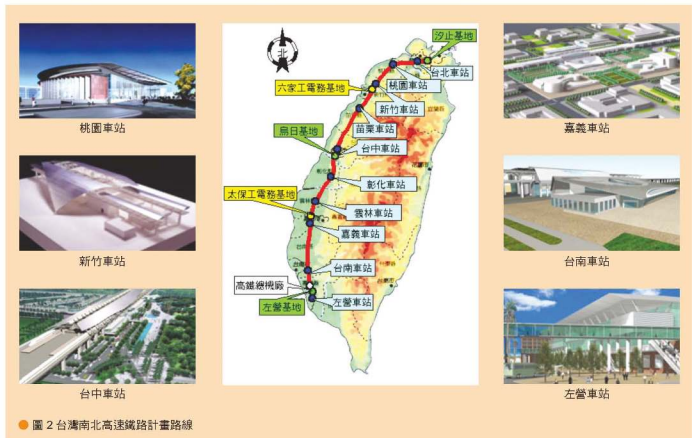 桃園車站
新竹車站
台中車站
北
汐止基地
台北車站
桃園車站
六家工電務基地
新竹車站
苗栗車站
烏日基地
台中車站
彰化車站
太保工電務基地
雲林車站
嘉義車站
台南車站
高鐵總機廠
左營基地
左營車站
嘉義車站
台南車站
左營車站
圖 2 台灣南北高速鐵路計畫路線